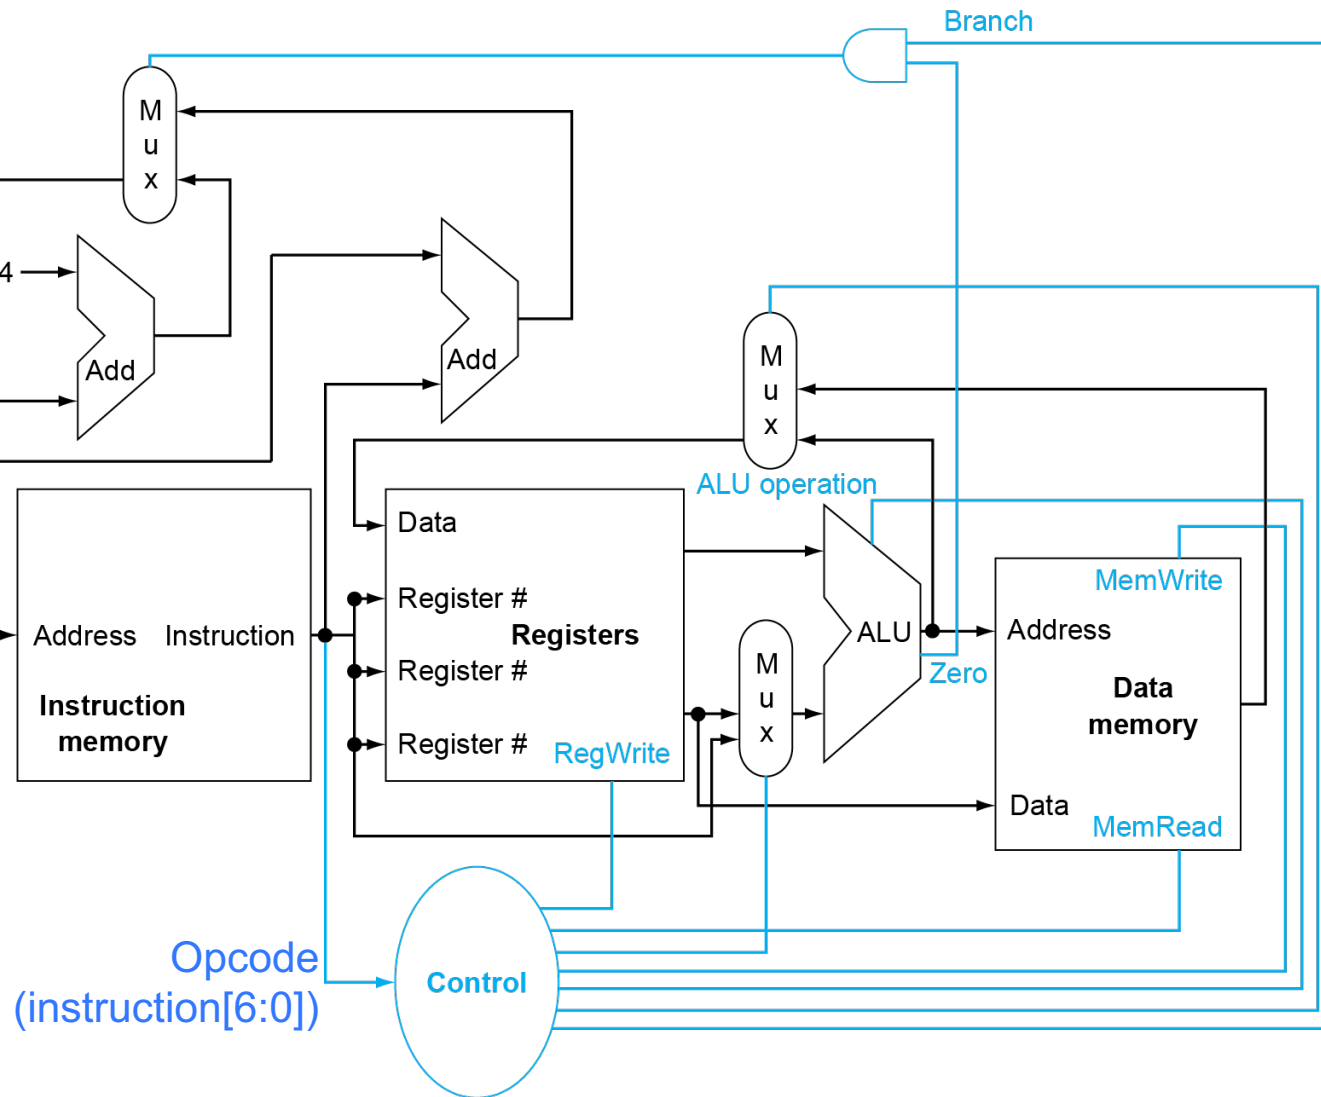 Branch
M
u
x
4
Add
Add
M
u
x
ALU operation
Data
Register #
Registers
Register #
Register #
RegWrite
Address Instruction
Instruction
memory
M
u
x
ALU
Zero
MemWrite
Address
Data
memory
Data
MemRead
Opcode
(instruction[6:0])
Control